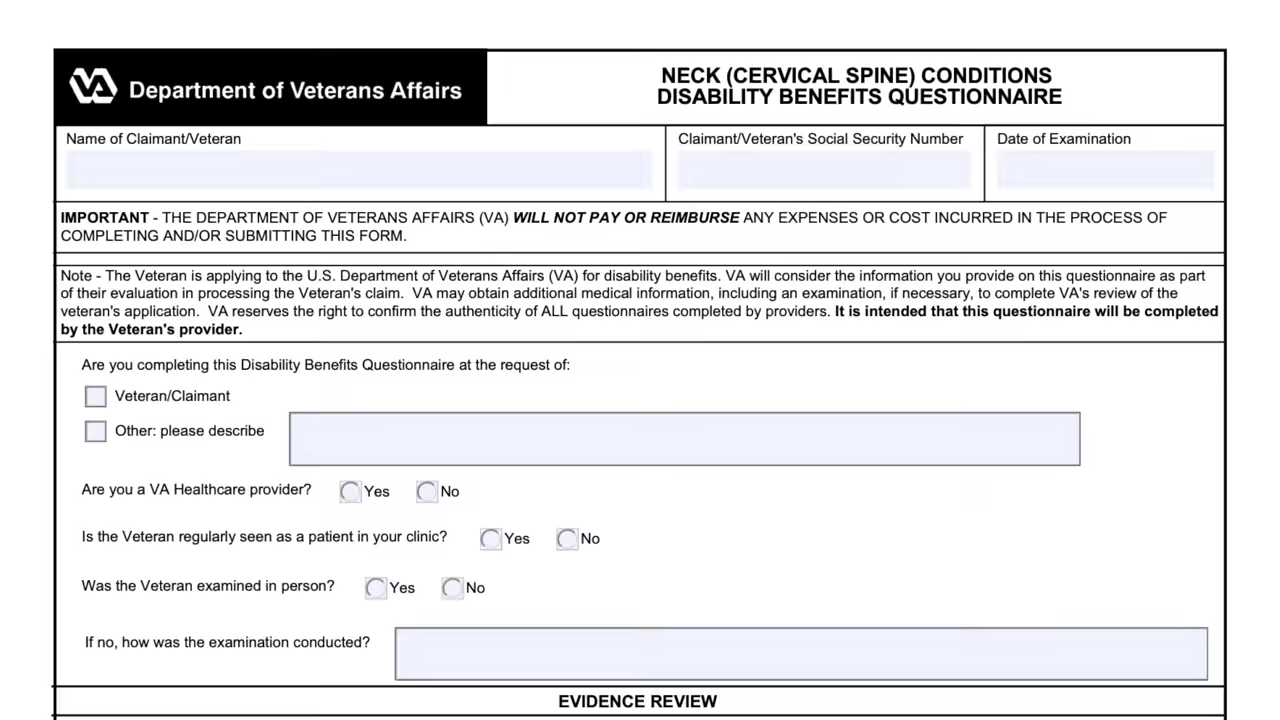 VA Department of Veterans Affairs
NECK (CERVICAL SPINE) CONDITIONS
DISABILITY BENEFITS QUESTIONNAIRE
Name of Claimant/Veteran
Claimant/Veteran's Social Security Number
Date of Examination
IMPORTANT - THE DEPARTMENT OF VETERANS AFFAIRS (VA) WILL NOT PAY OR REIMBURSE ANY EXPENSES OR COST INCURRED IN THE PROCESS OF
COMPLETING AND/OR SUBMITTING THIS FORM.
Note - The Veteran is applying to the U.S. Department of Veterans Affairs (VA) for disability benefits. VA will consider the information you provide on this questionnaire as part
of their evaluation in processing the Veteran's claim. VA may obtain additional medical information, including an examination, if necessary, to complete VA's review of the
veteran's application. VA reserves the right to confirm the authenticity of ALL questionnaires completed by providers. It is intended that this questionnaire will be completed
by the Veteran's provider.
Are you completing this Disability Benefits Questionnaire at the request of:
Veteran/Claimant
Other: please describe
Are you a VA Healthcare provider? Yes No
Is the Veteran regularly seen as a patient in your clinic? Yes No
Was the Veteran examined in person? Yes No
If no, how was the examination conducted?
EVIDENCE REVIEW